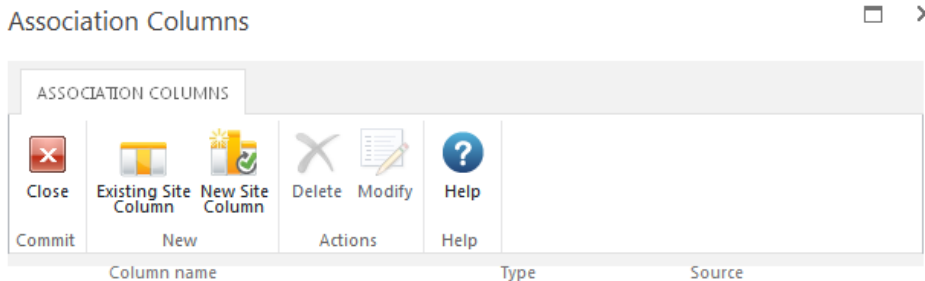 Association Columns
ASSOCIATION COLUMNS
Close
Existing Site Column
New Site Column
Delete
Modify
Help
Commit
New
Actions
Help
Column name
Type
Source